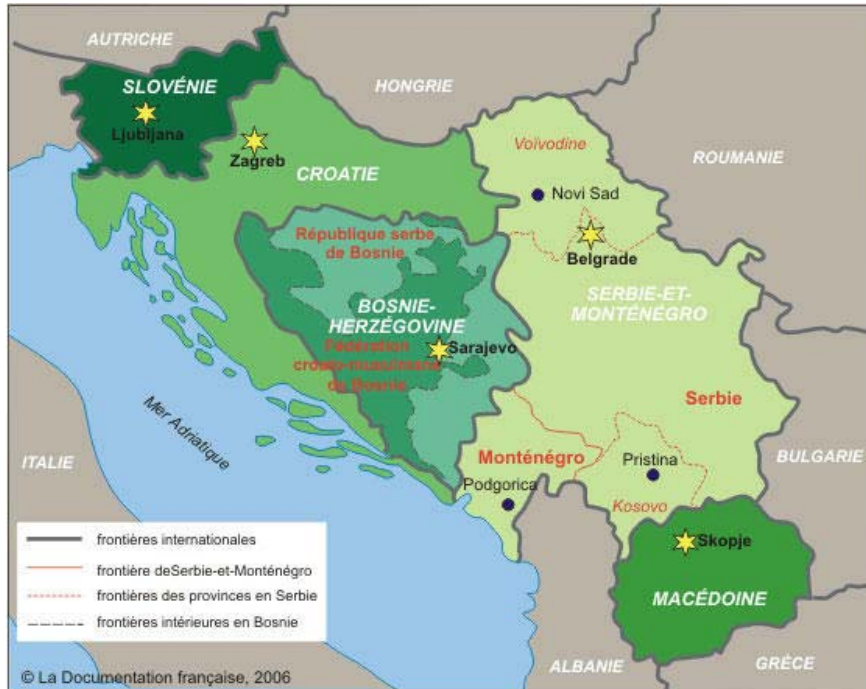 AUTRICHE
HONGRIE
SLOVÉNIE
Ljubljana
Zagreb
CROATIE
Voïvodine
Novi Sad
ROUMANIE
Belgrade
République serbe
de Bosnie
BOSNIE-
HERZÉGOVINE
SERBIE-ET-
MONTÉNÉGRO
Sarajevo
Fédération
croato-musulmane
de Bosnie
Mer Adriatique
Serbie
ITALIE
Monténégro
Pristina
BULGARIE
Podgorica
Kosovo
Skopje
MACÉDOINE
ALBANIE
GRÈCE
frontières internationales
frontière deSerbie-et-Monténégro
frontières des provinces en Serbie
frontières intérieures en Bosnie
© La Documentation française, 2006